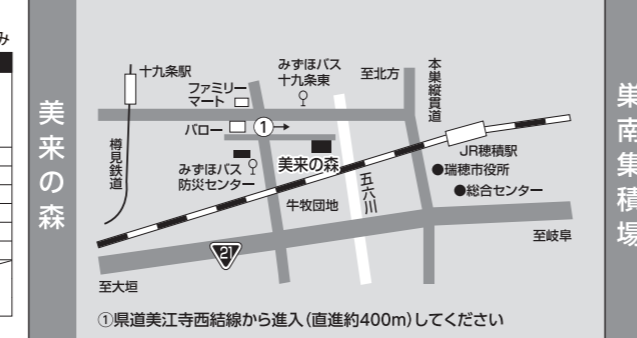 み
美来の森
十九条駅
ファミリー
マート
みずほバス
十九条東
至北方
本巣縦貫道
バロー
①→
樽見鉄道
みずほバス
防災センター
美来の森
JR穂積駅
●瑞穂市役所
●総合センター
牛牧団地
五六川
21
至岐阜
至大垣
①県道美江寺西結線から進入(直進約400m)してください
巣南集積場